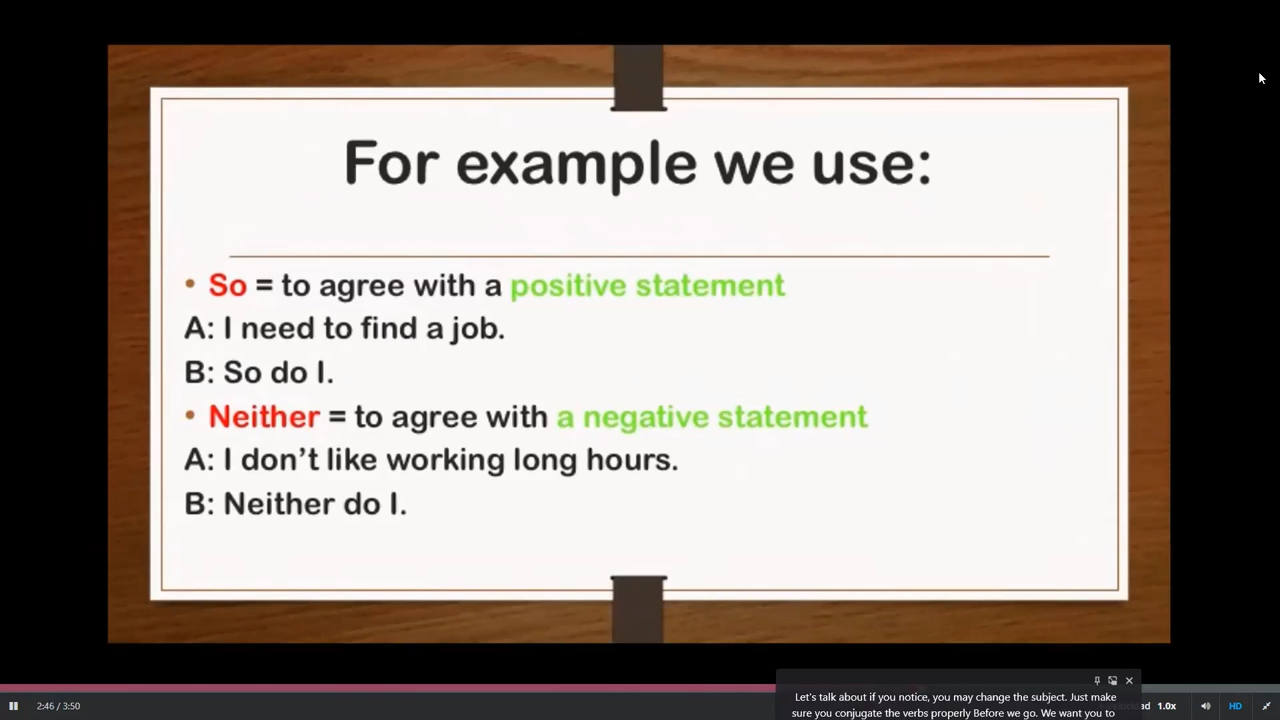 For example we use:
• So = to agree with a positive statement
A: I need to find a job.
B: So do I.
• Neither = to agree with a negative statement
A: I don’t like working long hours.
B: Neither do I.
Let's talk about if you notice, you may change the subject. Just make
sure you conjugate the verbs properly Before we go. We want you to
2:46 / 3:50
1.0x
HD